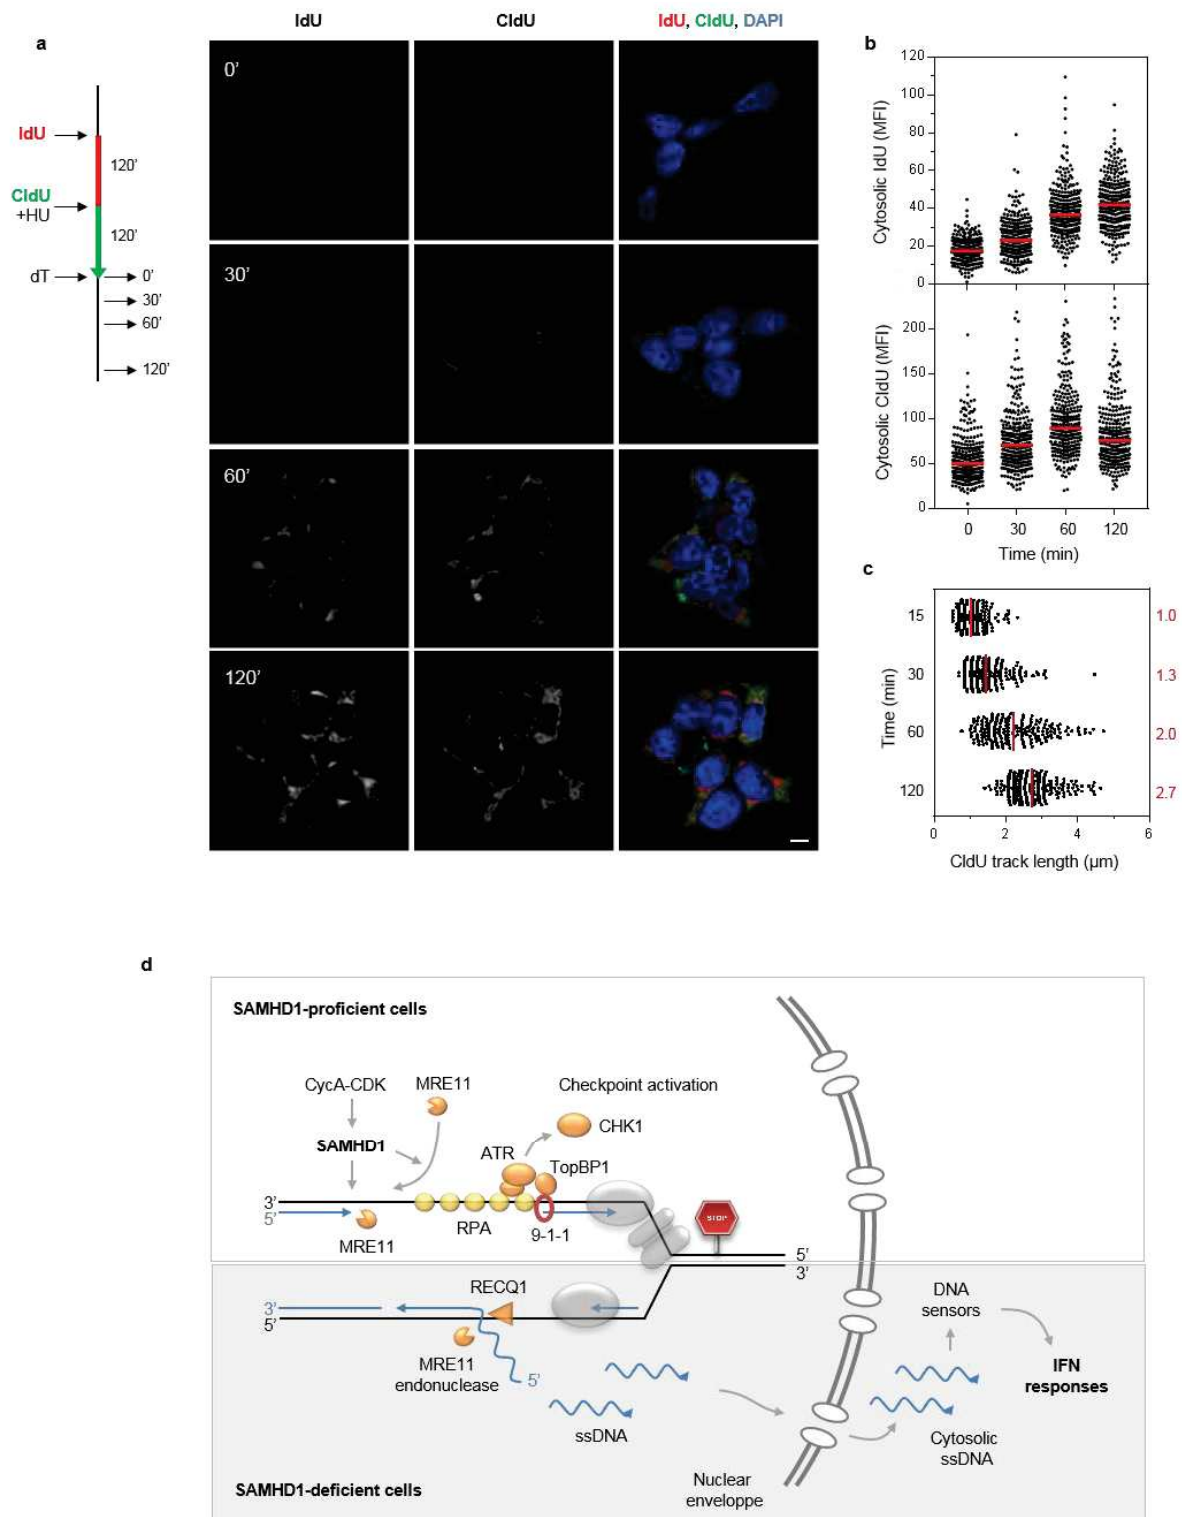 IdU
CldU
IdU, CldU, DAPI
a
IdU
120'
CldU
+HU
120'
dT
0'
30'
60'
120'
0'
30'
60'
120'
b
120
100
80
60
40
20
0
Cytosolic IdU (MFI)
200
150
100
50
0
Cytosolic CldU (MFI)
0
30
60
120
Time (min)
c
15
1.0
30
1.3
60
2.0
120
2.7
Time (min)
0
2
4
6
CldU track length (µm)
d
SAMHD1-proficient cells
CycA-CDK
MRE11
Checkpoint activation
CHK1
SAMHD1
ATR
TopBP1
3'
5'
RPA
9-1-1
MRE11
STOP
5'
3'
RECQ1
3'
5'
MRE11
endonuclease
5'
ssDNA
DNA
sensors
IFN
responses
Cytosolic
ssDNA
Nuclear
enveloppe
SAMHD1-deficient cells